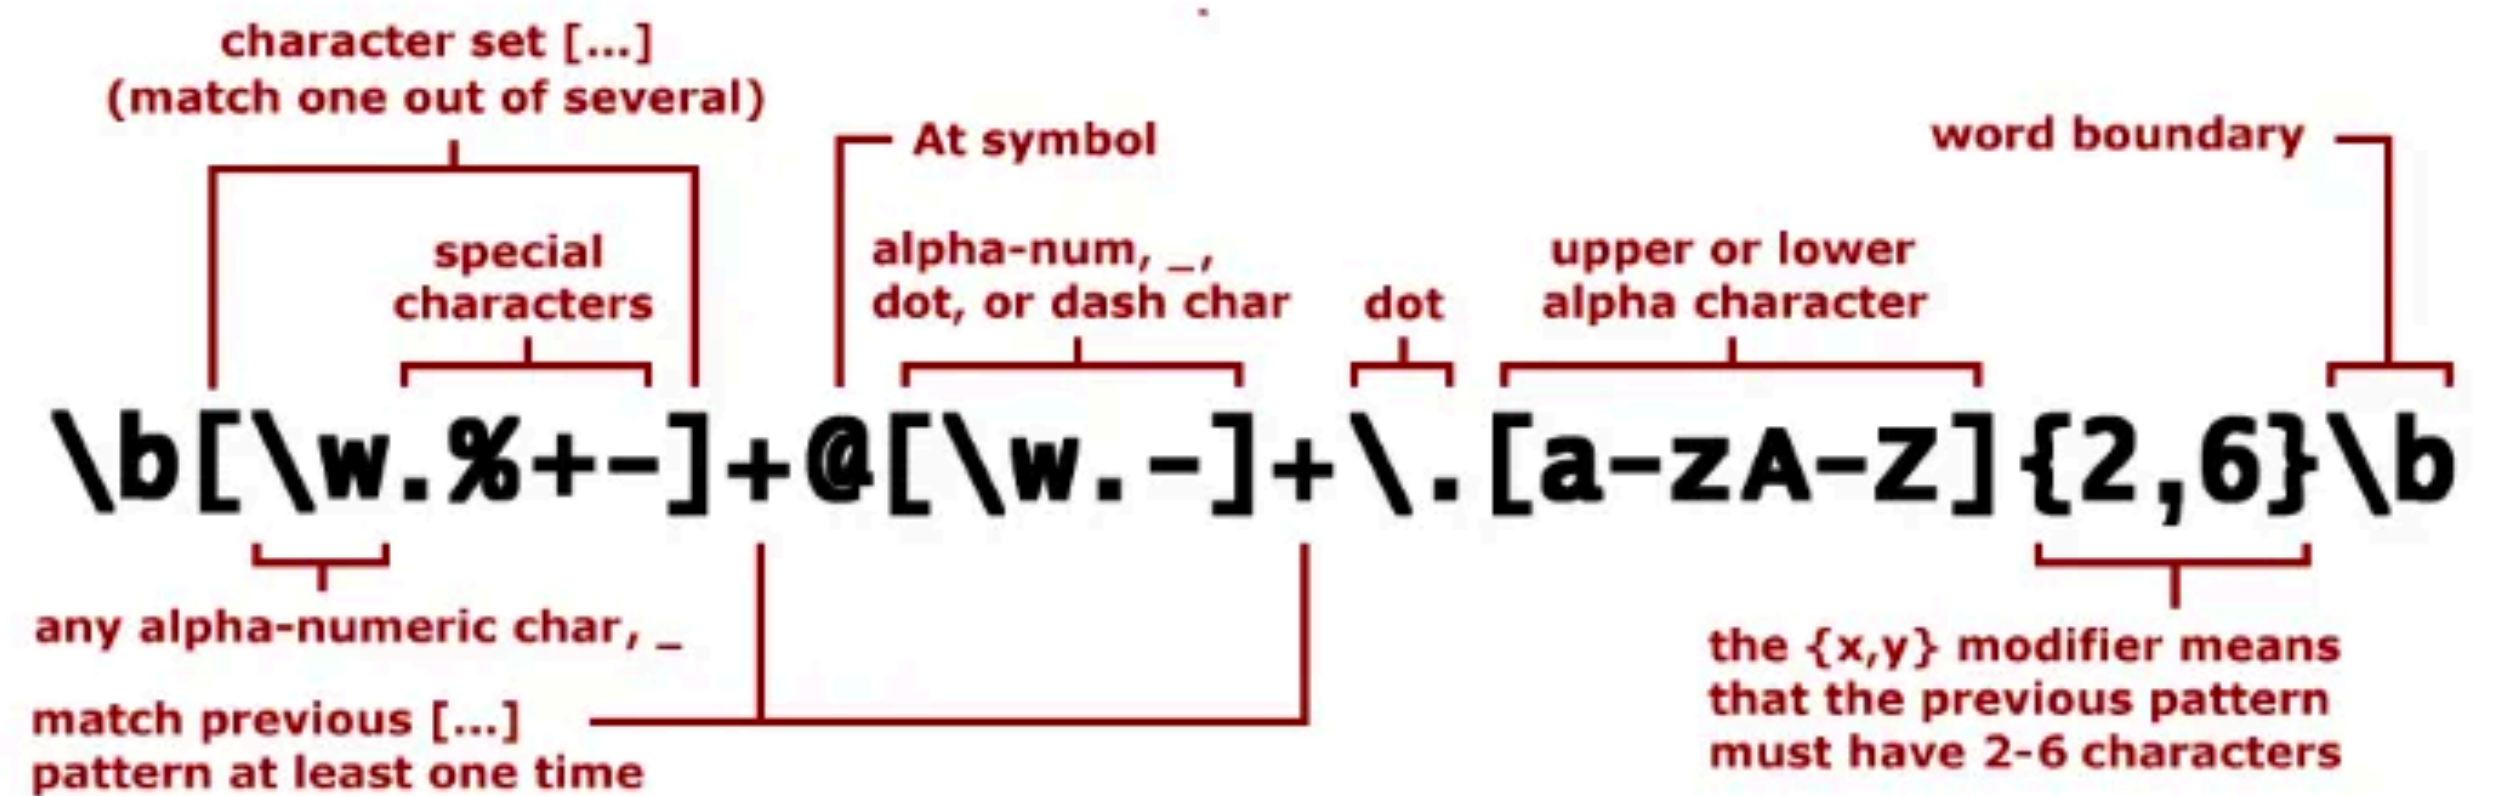 character set [...]
(match one out of several)
At symbol
word boundary
special
characters
alpha-num, _,
dot, or dash char
dot
upper or lower
alpha character
\b[\w.%+-]+@[\w.-]+\.[a-zA-Z]{2,6}\b
any alpha-numeric char, _
match previous [...]
pattern at least one time
the {x,y} modifier means
that the previous pattern
must have 2-6 characters